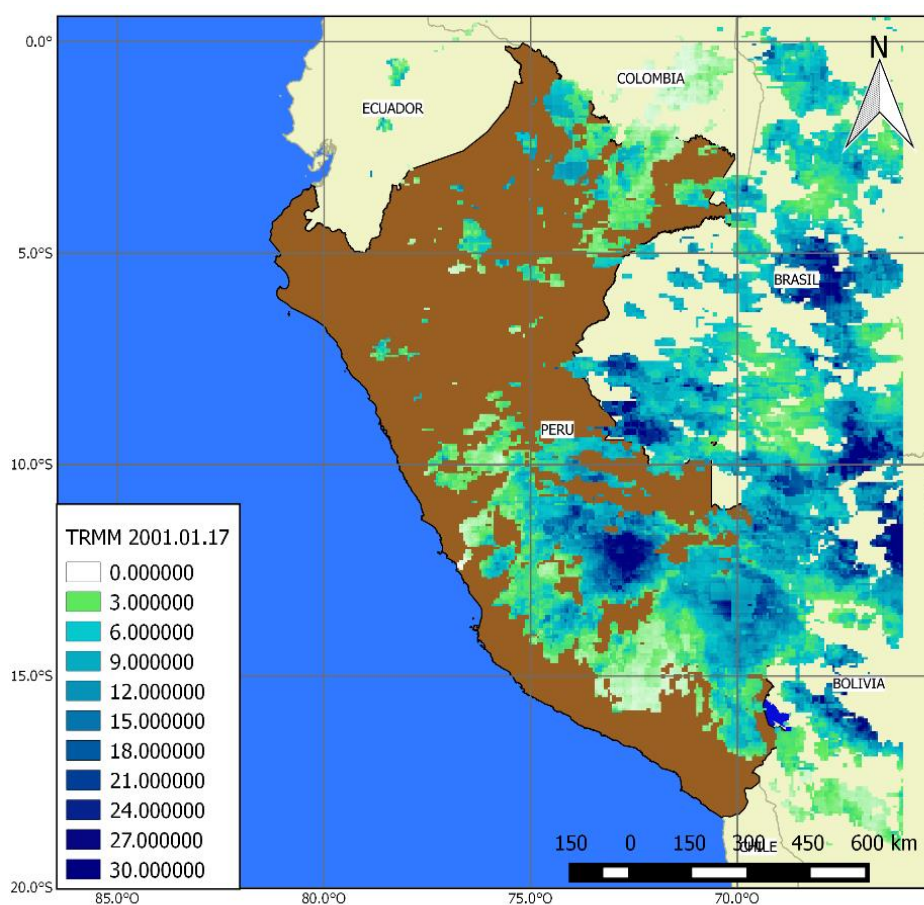 0.0°
N
COLOMBIA
ECUADOR
5.0°S
BRASIL
PERU
10.0°S
TRMM 2001.01.17
0.000000
3.000000
6.000000
9.000000
12.000000
15.000000
18.000000
21.000000
24.000000
27.000000
30.000000
15.0°S
BOLIVIA
150 0 150 300 450 600 km
CHILE
20.0°S
85.0°S 80.0°S 75.0°S 70.0°S